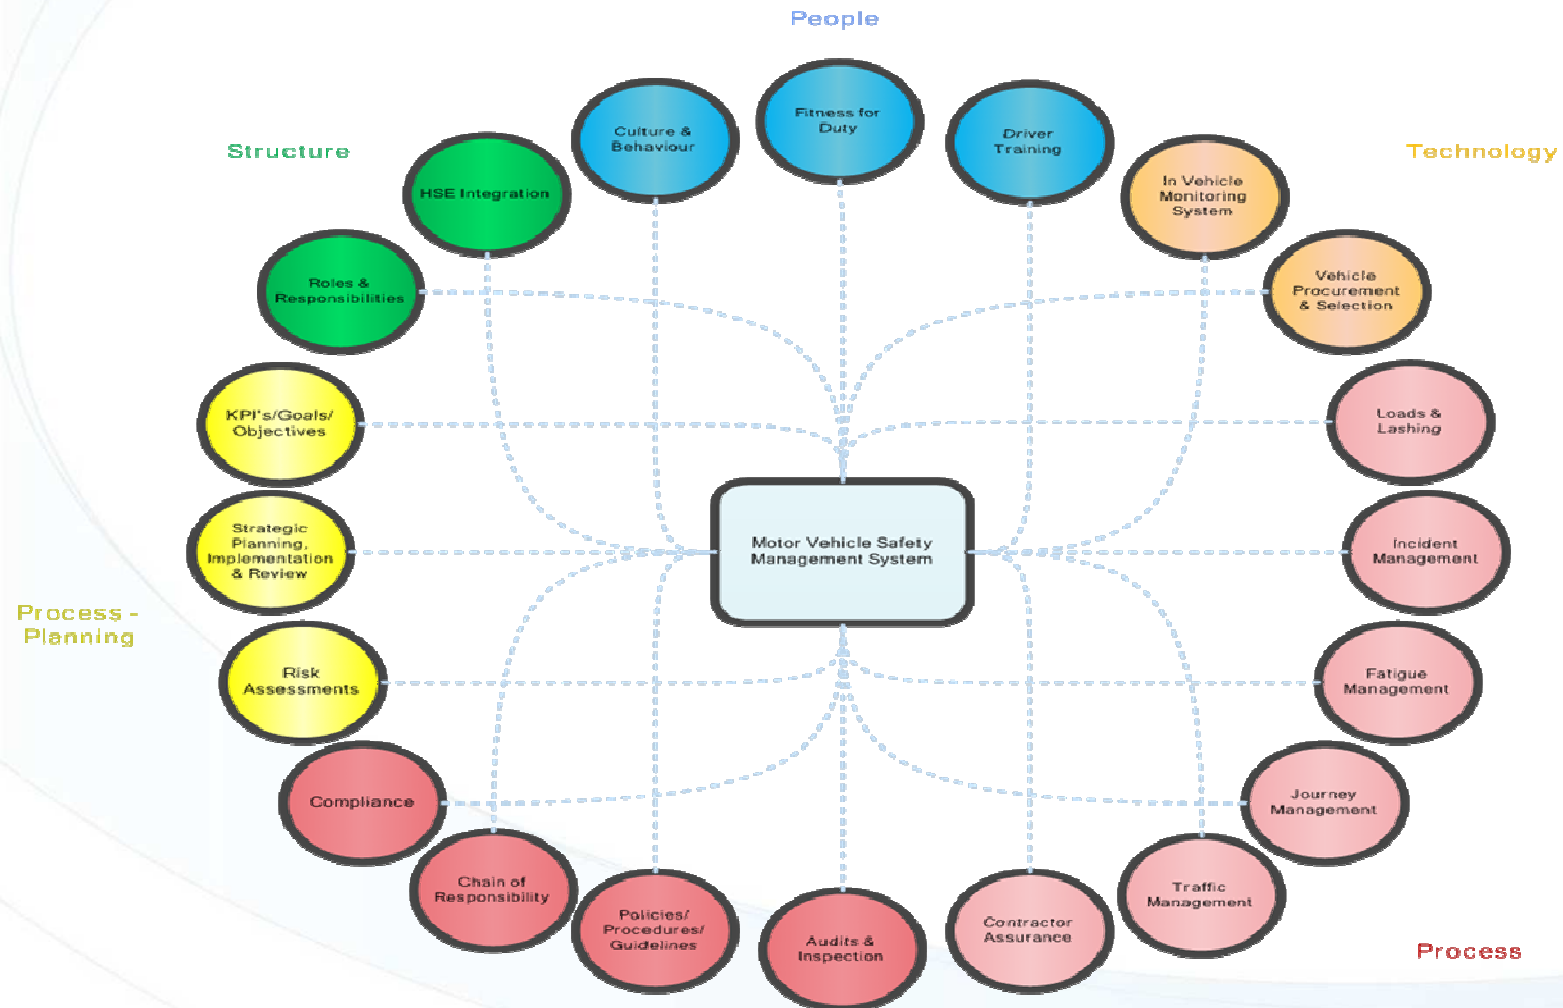 People
Structure
Technology
Fitness for
Duty
Culture &
Behaviour
Driver
Training
HSE Integration
In Vehicle
Monitoring
System
Roles &
Responsibilities
Vehicle
Procurement
& Selection
KPI's/Goals/
Objectives
Loads &
Lashing
Strategic
Planning,
Implementation
& Review
Motor Vehicle Safety
Management System
Incident
Management
Process -
Planning
Risk
Assessments
Fatigue
Management
Compliance
Journey
Management
Chain of
Responsibility
Traffic
Management
Policies/
Procedures/
Guidelines
Audits &
Inspection
Contractor
Assurance
Process